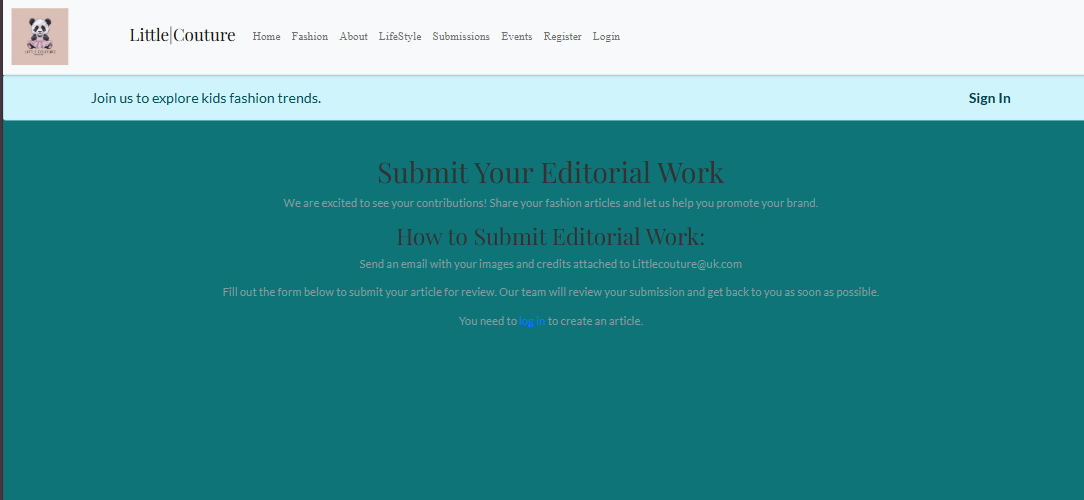 Little|Couture
Home Fashion About LifeStyle Submissions Events Register Login
Join us to explore kids fashion trends.
Sign In
Submit Your Editorial Work
We are excited to see your contributions! Share your fashion articles and let us help you promote your brand.
How to Submit Editorial Work:
Send an email with your images and credits attached to Littlecouture@uk.com
Fill out the form below to submit your article for review. Our team will review your submission and get back to you as soon as possible.
You need to log in to create an article.